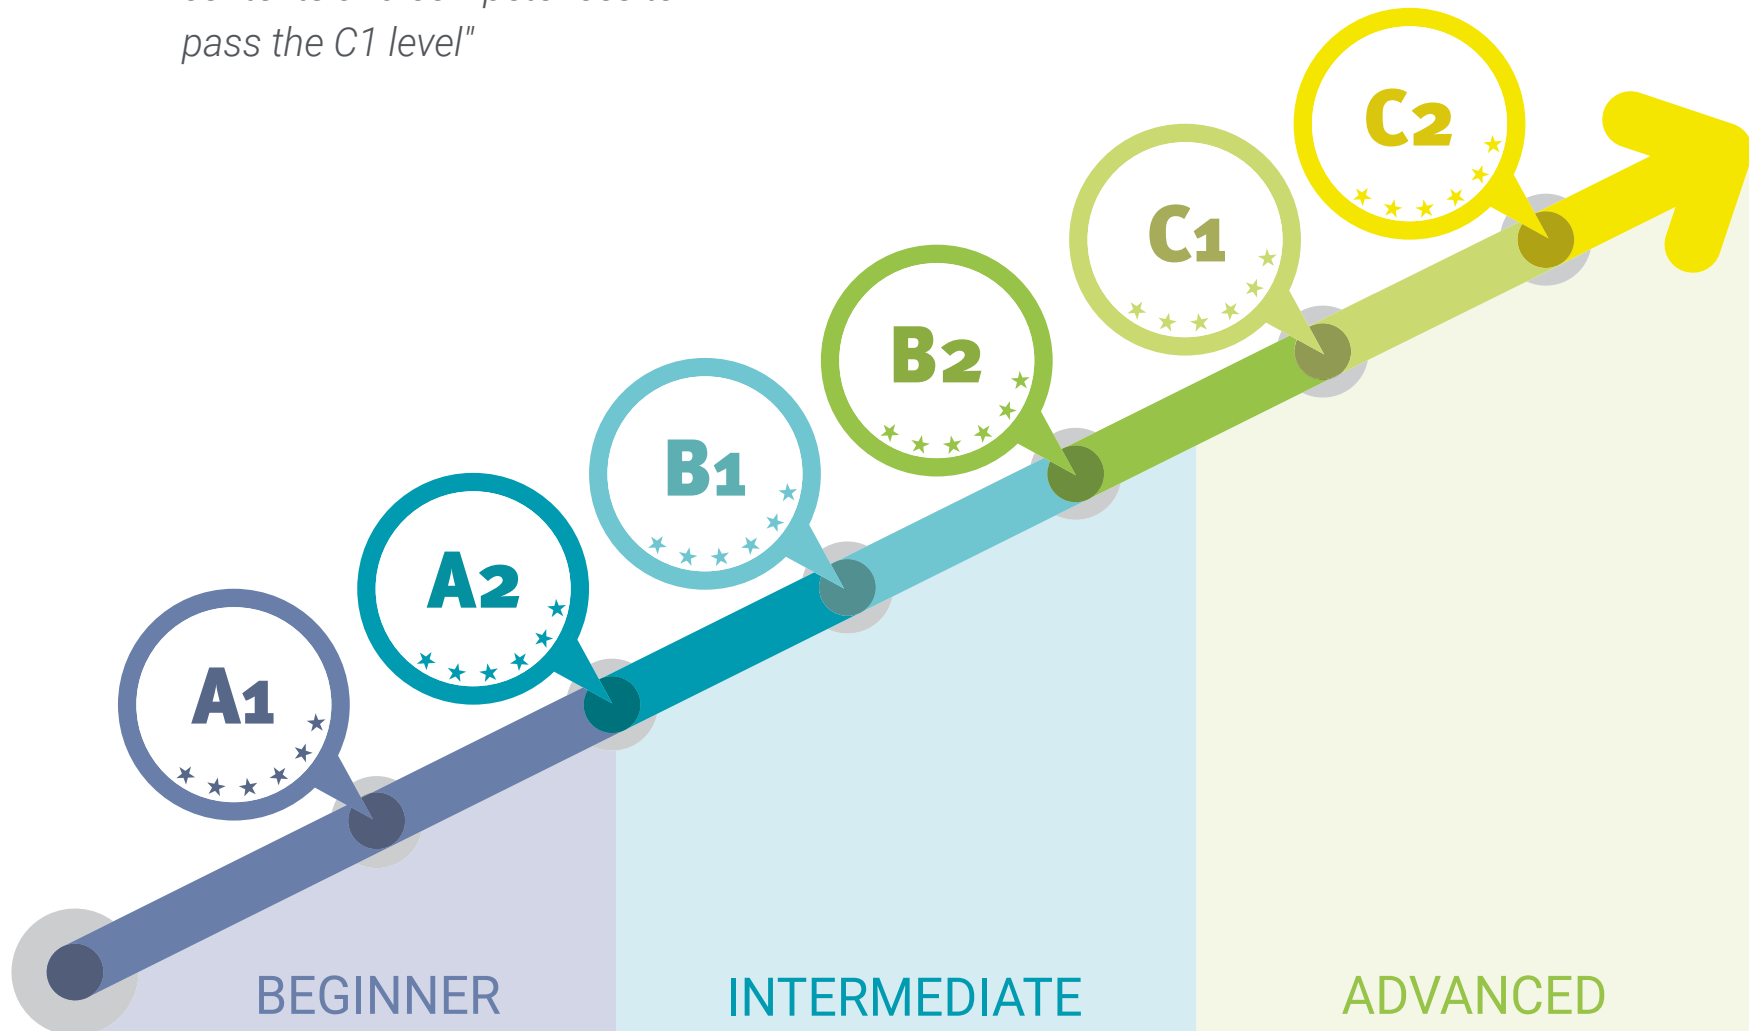 pass the C1 level"
C2
C1
B2
B1
A2
A1
BEGINNER
INTERMEDIATE
ADVANCED